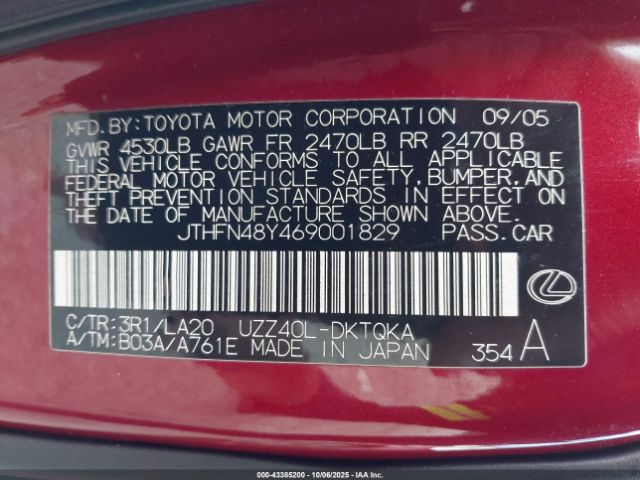 MFD.BY:TOYOTA MOTOR CORPORATION 09/05
GVWR 4530LB GAWR FR 2470LB RR 2470LB
THIS VEHICLE CONFORMS TO ALL APPLICABLE
FEDERAL MOTOR VEHICLE SAFETY,BUMPER,AND
THEFT PREVENTION STANDARDS IN EFFECT ON
THE DATE OF MANUFACTURE SHOWN ABOVE.
JTHFN48Y469001829 PASS.CAR
C/TR:3R1/LA20 UZZ40L-DKTQKA
A/TM:B03A/A761E MADE IN JAPAN 354 A
000-43385200 - 10/06/2025 - IAA Inc.